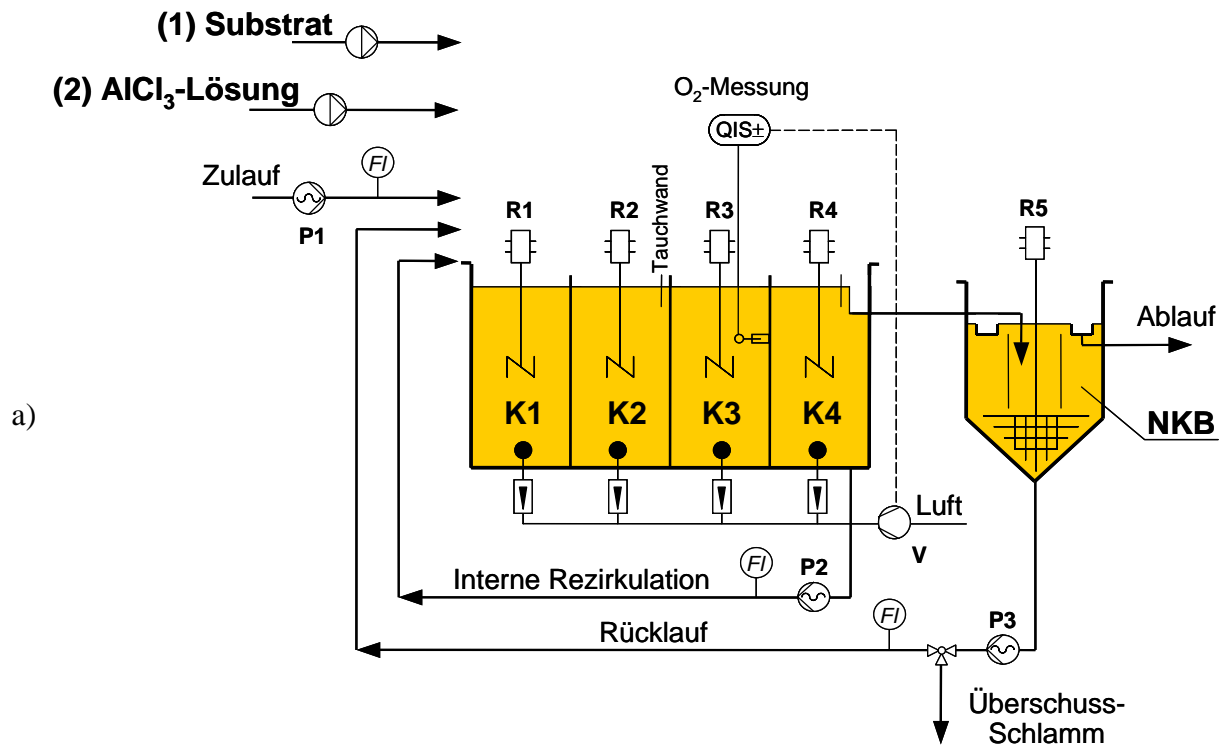 (1) Substrat
(2) AlCl₃-Lösung
O₂-Messung
QIS±
FI
Zulauf
P1
R1 R2 Tauchwand R3 R4 R5
Ablauf
a)
K1 K2 K3 K4
NKB
Luft
V
FI
P2
Interne Rezirkulation
FI
P3
Rücklauf
Überschuss-
Schlamm